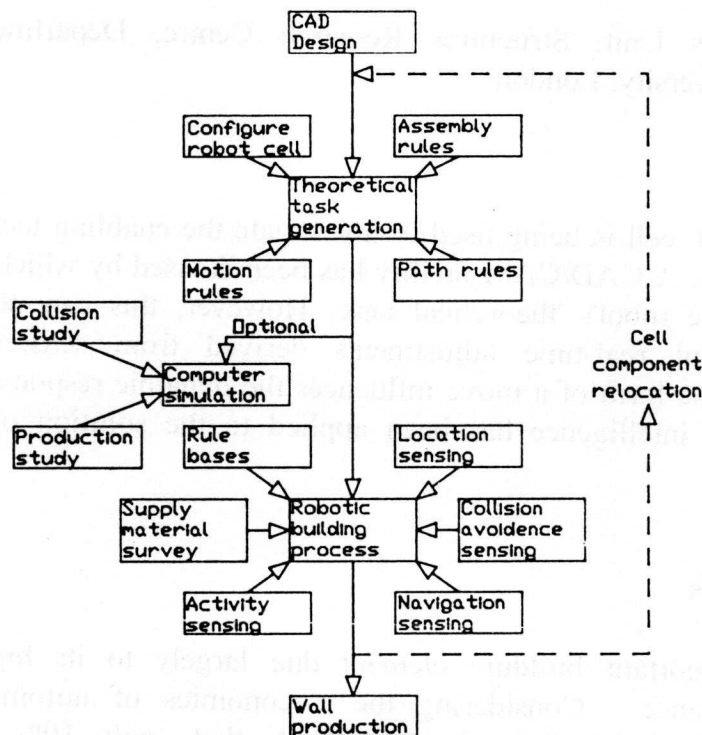 CAD
Design
Configure
robot cell
Assembly
rules
Theoretical
task
generation
Motion
rules
Path rules
Collision
study
Optional
Computer
simulation
Cell
component
relocation
Production
study
Rule
bases
Location
sensing
Supply
material
survey
Robotic
building
process
Collision
avoidence
sensing
Activity
sensing
Navigation
sensing
Wall
production